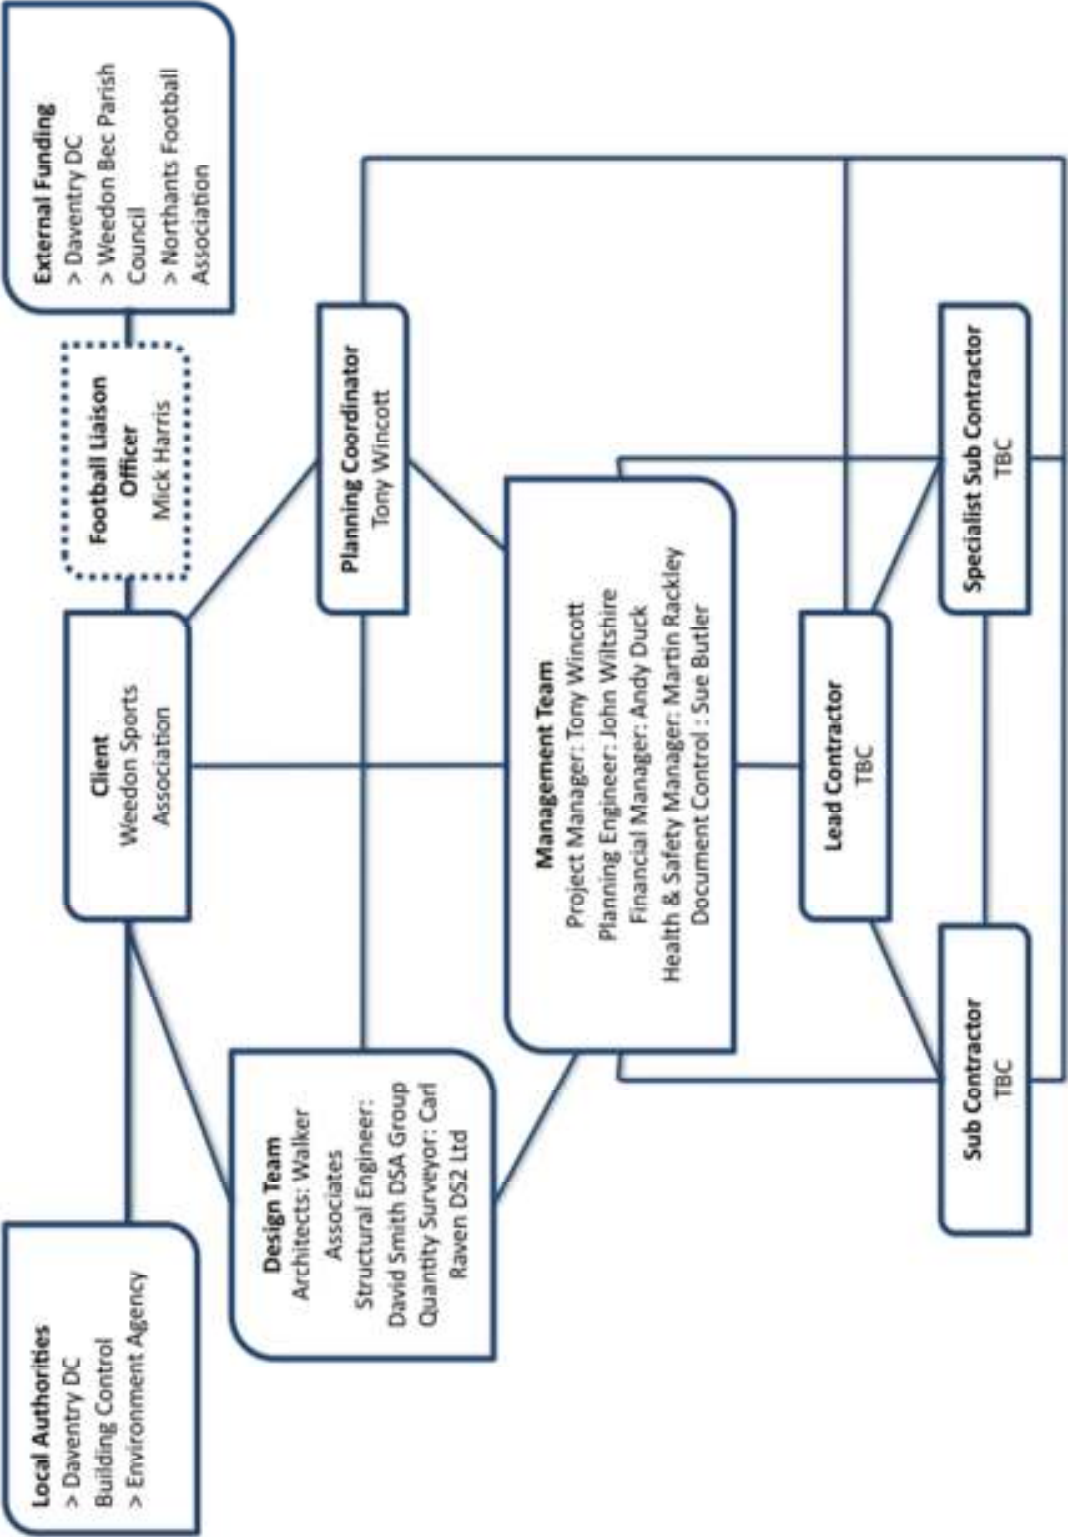 Local Authorities
> Daventry DC
Building Control
> Environment Agency
Client
Weedon Sports
Association
Football Liaison
Officer
Mick Harris
External Funding
> Daventry DC
> Weedon Bec Parish
Council
> Northants Football
Association
Design Team
Architects: Walker
Associates
Structural Engineer:
David Smith DSA Group
Quantity Surveyor: Carl
Raven DS2 Ltd
Planning Coordinator
Tony Wincott
Management Team
Project Manager: Tony Wincott
Planning Engineer: John Wiltshire
Financial Manager: Andy Duck
Health & Safety Manager: Martin Rackley
Document Control : Sue Butler
Lead Contractor
TBC
Sub Contractor
TBC
Specialist Sub Contractor
TBC